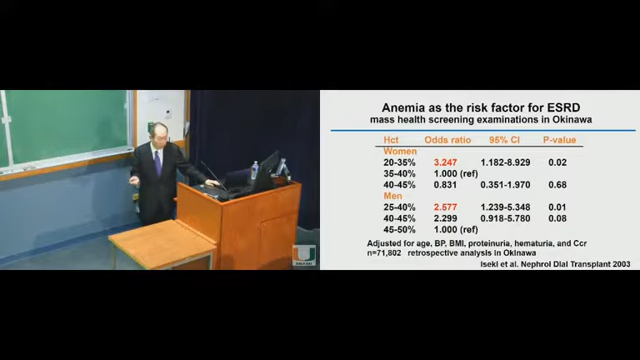 Anemia as the risk factor for ESRD
mass health screening examinations in Okinawa
Hct Odds ratio 95% CI P-value
Women
20-35% 3.247 1.182-8.929 0.02
35-40% 1.000 (ref)
40-45% 0.831 0.351-1.970 0.68
Men
25-40% 2.577 1.239-5.348 0.01
40-45% 2.299 0.918-5.780 0.08
45-50% 1.000 (ref)
Adjusted for age, BP, BMI, proteinuria, hematuria, and Ccr
n=71,802 retrospective analysis in Okinawa
Iseki et al. Nephrol Dial Transplant 2003